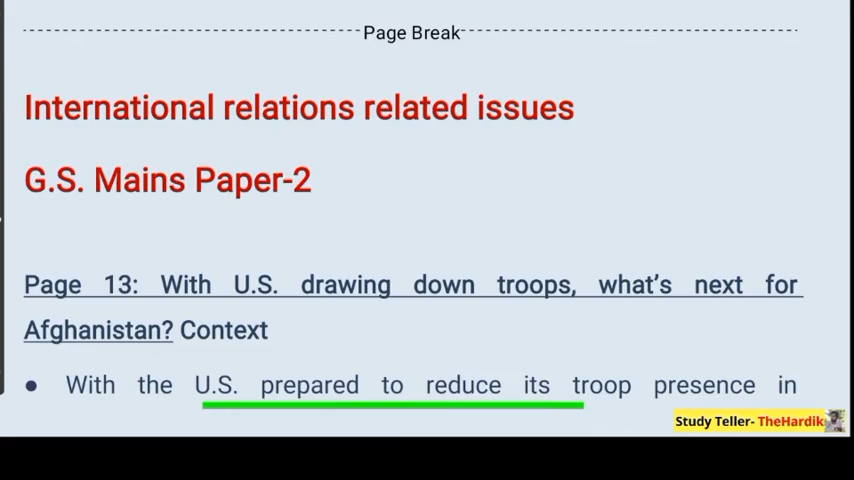 Page Break
International relations related issues
G.S. Mains Paper-2
Page 13: With U.S. drawing down troops, what's next for
Afghanistan? Context
● With the U.S. prepared to reduce its troop presence in
Study Teller- TheHardik